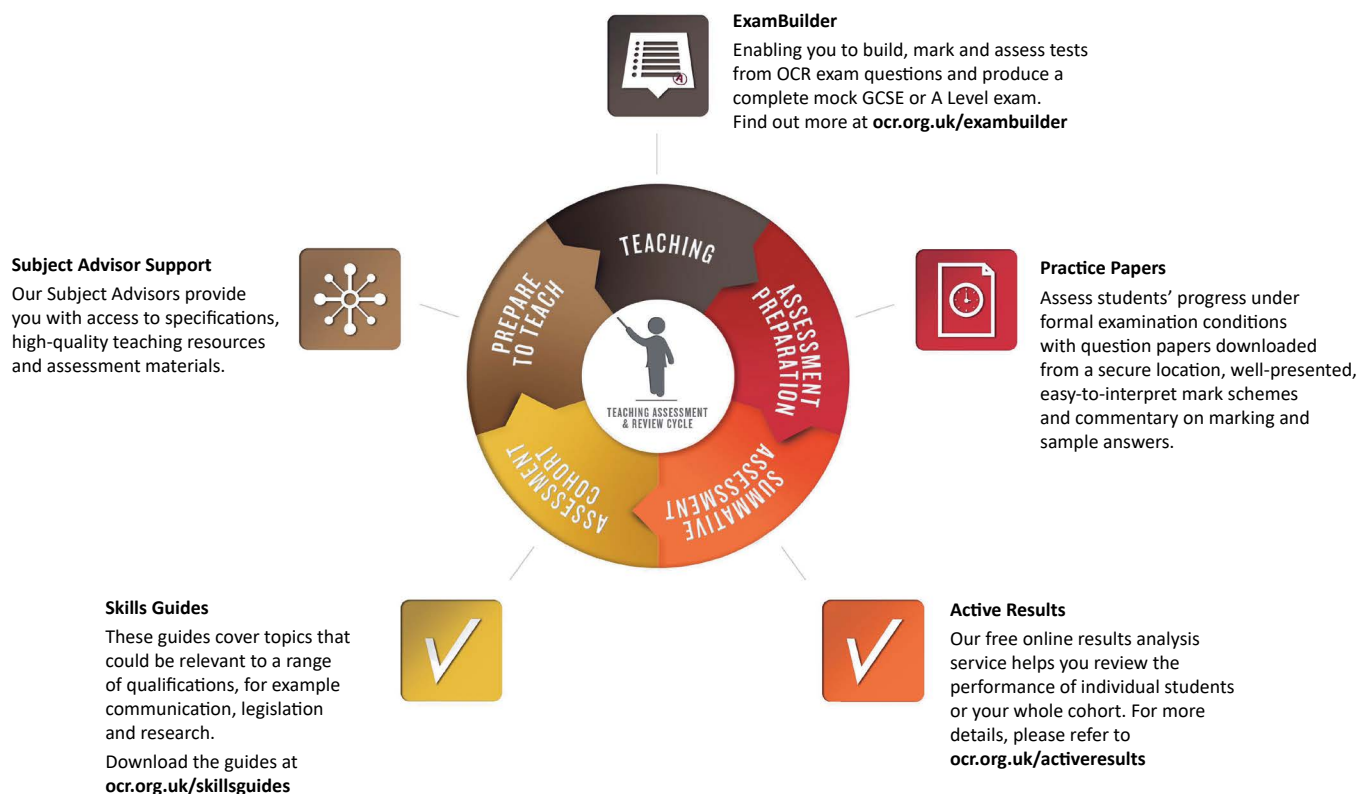 ExamBuilder
Enabling you to build, mark and assess tests
from OCR exam questions and produce a
complete mock GCSE or A Level exam.
Find out more at ocr.org.uk/exambuilder
Subject Advisor Support
Our Subject Advisors provide
you with access to specifications,
high-quality teaching resources
and assessment materials.
TEACHING
PREPARE
TO TEACH
ASSESSMENT
PREPARATION
SUMMATIVE
ASSESSMENT
ASSESSMENT
COHORT
TEACHING ASSESSMENT
& REVIEW CYCLE
Practice Papers
Assess students’ progress under
formal examination conditions
with question papers downloaded
from a secure location, well-presented,
easy-to-interpret mark schemes
and commentary on marking and
sample answers.
Skills Guides
These guides cover topics that
could be relevant to a range
of qualifications, for example
communication, legislation
and research.
Download the guides at
ocr.org.uk/skillsguides
Active Results
Our free online results analysis
service helps you review the
performance of individual students
or your whole cohort. For more
details, please refer to
ocr.org.uk/activeresults